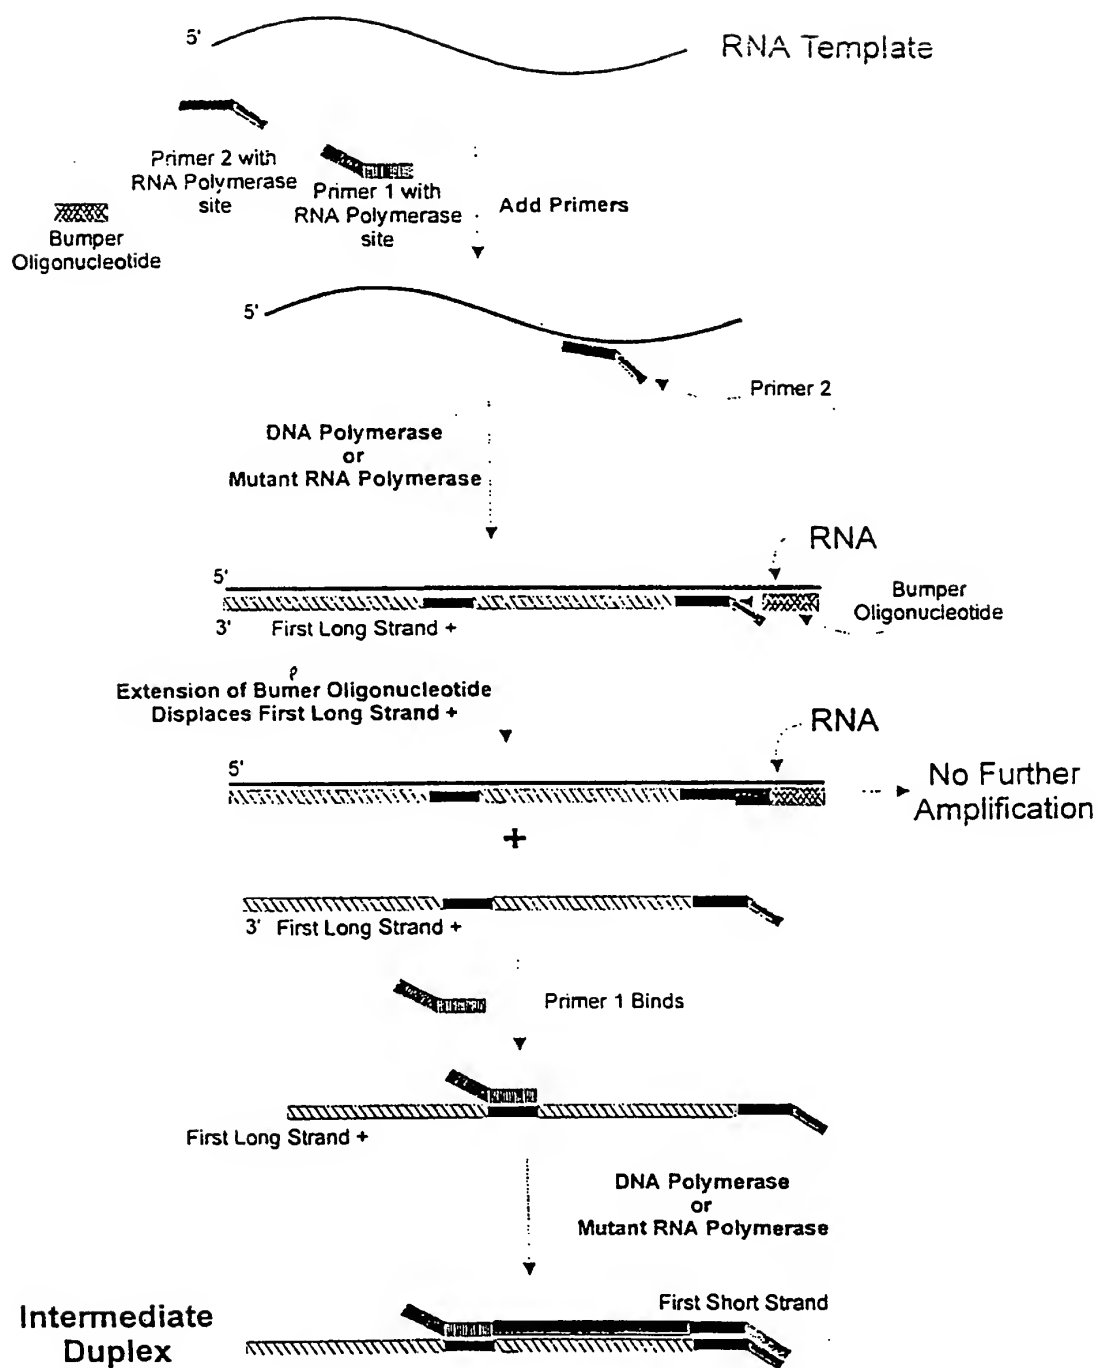 5'
RNA Template
Primer 2 with
RNA Polymerase
site
Primer 1 with
RNA Polymerase
site
Bumper
Oligonucleotide
Add Primers
5'
Primer 2
DNA Polymerase
or
Mutant RNA Polymerase
RNA
5'
Bumper
Oligonucleotide
3' First Long Strand +
p
Extension of Bumer Oligonucleotide
Displaces First Long Strand +
RNA
5'
No Further
Amplification
+
3' First Long Strand +
Primer 1 Binds
First Long Strand +
DNA Polymerase
or
Mutant RNA Polymerase
First Short Strand
Intermediate
Duplex